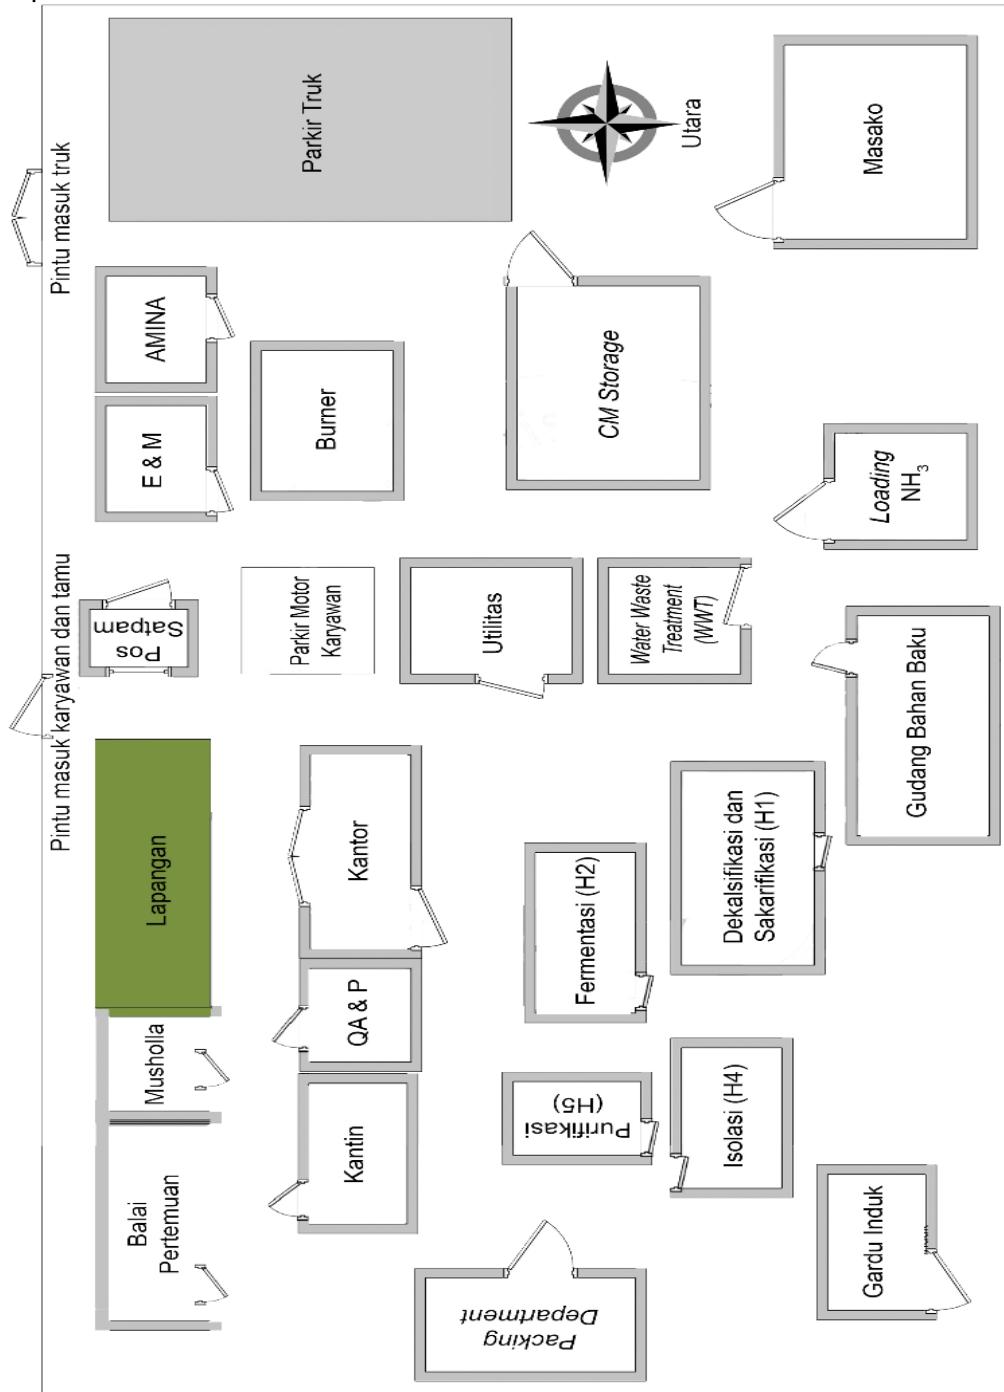 Parkir Truk
Utara
Masako
Pintu masuk truk
AMINA
E & M
Burner
CM Storage
Loading
NH₃
Pintu masuk karyawan dan tamu
Pos
Satpam
Parkir Motor
Karyawan
Utilitas
Water Waste
Treatment
(WWT)
Gudang Bahan Baku
Lapangan
Kantor
QA & P
Kantin
Musholla
Balai
Pertemuan
Fermentasi (H2)
Dekalsifikasi dan
Sakarifikasi (H1)
Purifikasi
(H5)
Isolasi (H4)
Packing
Department
Gardu Induk